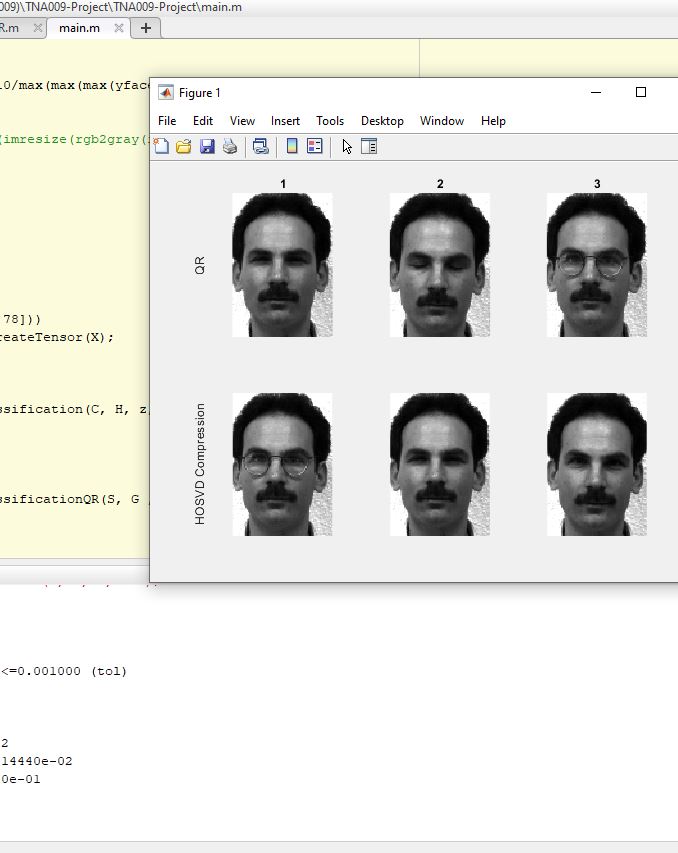 009)\TNA009-Project\TNA009-Project\main.m
R.m
main.m
+
0/max(max(max(yface
(imresize(rgb2gray(
78]))
reateTensor(X);
ssification(C, H, z
ssificationQR(S, G ,
Figure 1
File Edit View Insert Tools Desktop Window Help
1 2 3
QR
HOSVD Compression
<=0.001000 (tol)
2
14440e-02
0e-01